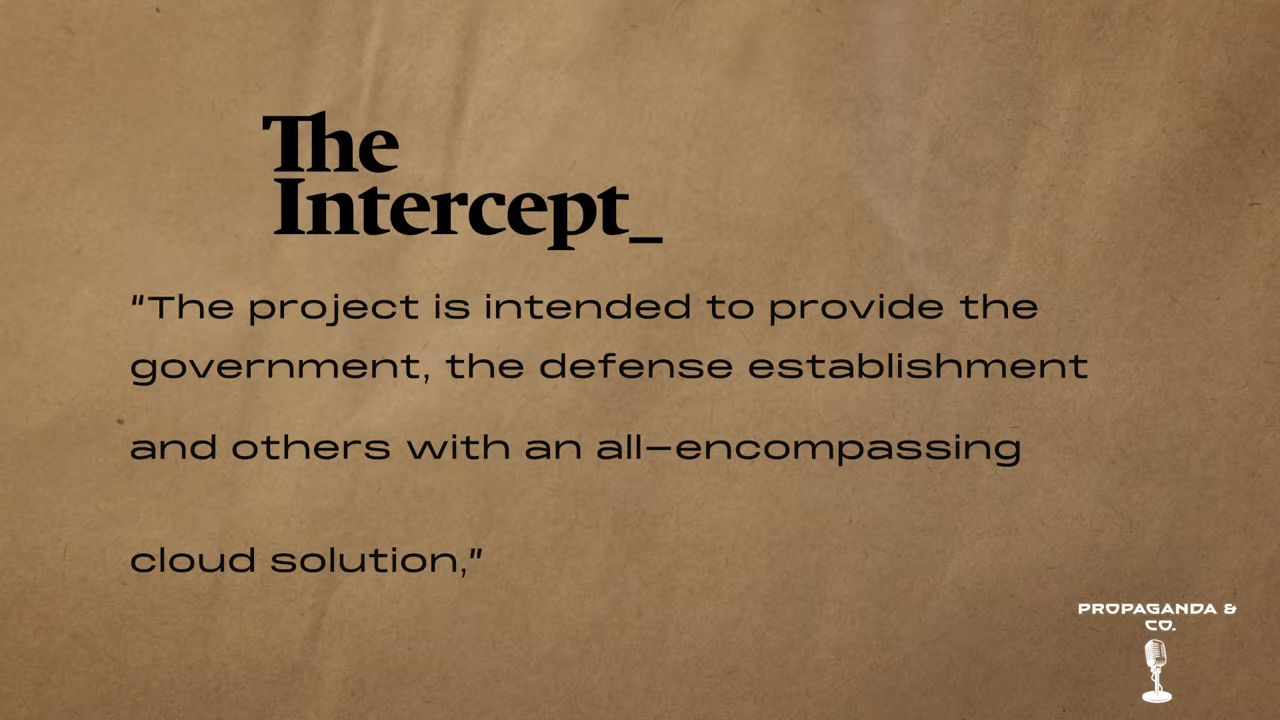 The
Intercept_
"The project is intended to provide the
government, the defense establishment
and others with an all–encompassing
cloud solution,"
PROPAGANDA &
CO.